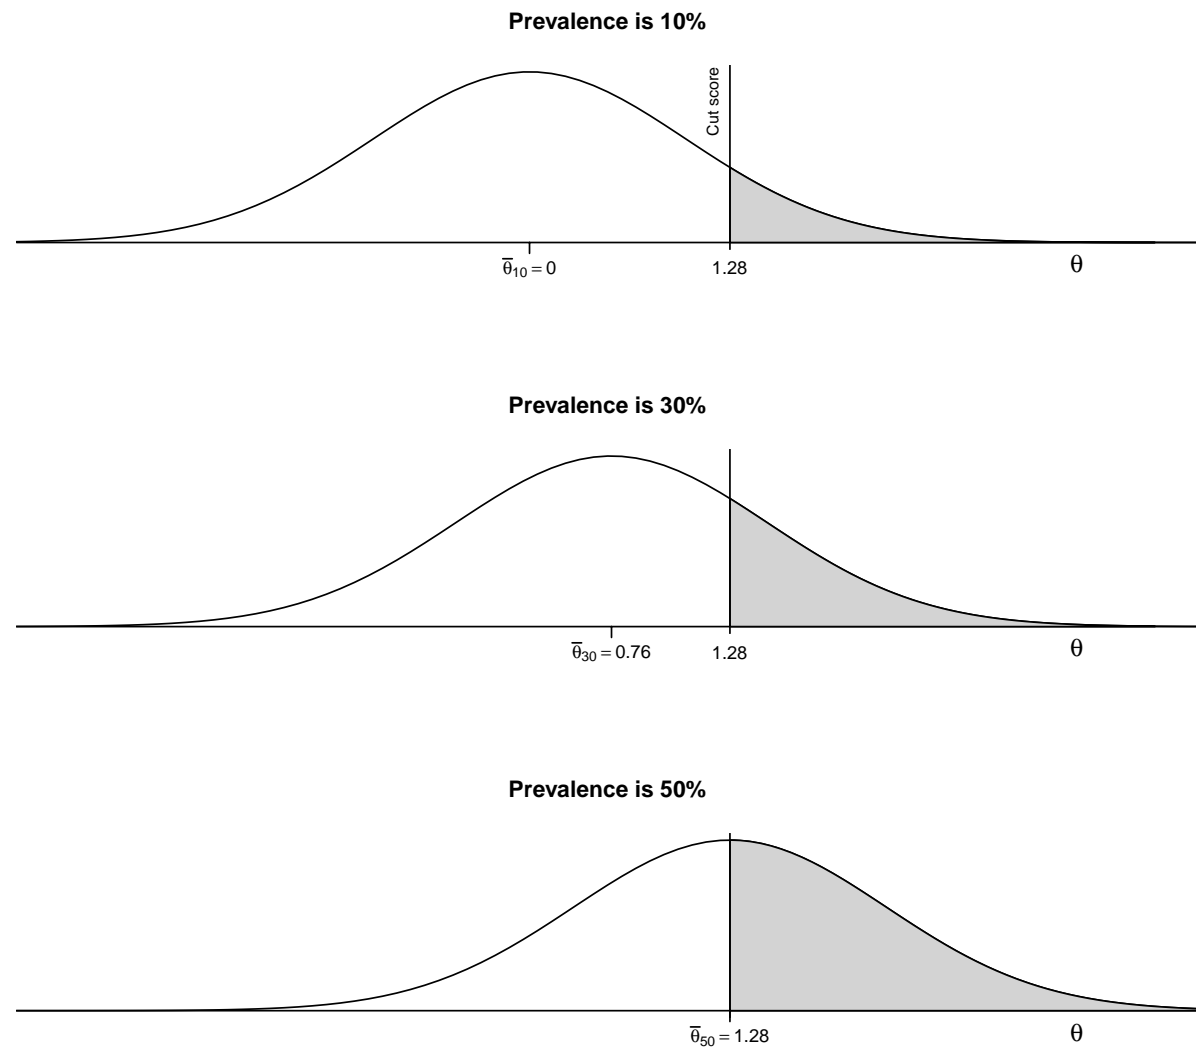 Prevalence is 10%
Cut score
θ̅₁₀ = 0
1.28
θ
Prevalence is 30%
θ̅₃₀ = 0.76
1.28
θ
Prevalence is 50%
θ̅₅₀ = 1.28
θ